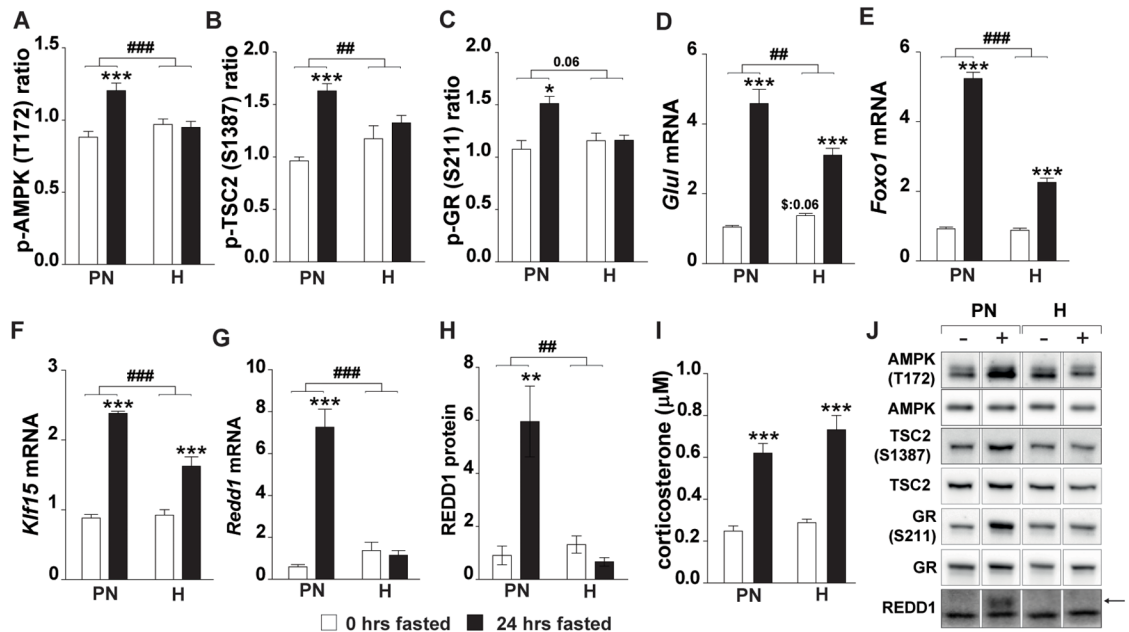 A
p-AMPK (T172) ratio
1.5
1.0
0.5
0.0
###
***
PN
H
B
p-TSC2 (S1387) ratio
2.0
1.5
1.0
0.5
0.0
##
***
PN
H
C
p-GR (S211) ratio
2.0
1.5
1.0
0.5
0.0
0.06
*
PN
H
D
Glul mRNA
6
4
2
0
##
***
$:0.06
***
PN
H
E
Foxo1 mRNA
6
4
2
0
###
***
***
PN
H
F
Klf15 mRNA
3
2
1
0
###
***
***
PN
H
G
Redd1 mRNA
10
8
6
4
2
0
###
***
PN
H
H
REDD1 protein
8
6
4
2
0
##
**
PN
H
I
corticosterone (μM)
1.0
0.8
0.6
0.4
0.2
0.0
***
***
PN
H
J
PN H
- + - +
AMPK
(T172)
AMPK
TSC2
(S1387)
TSC2
GR
(S211)
GR
REDD1
0 hrs fasted 24 hrs fasted